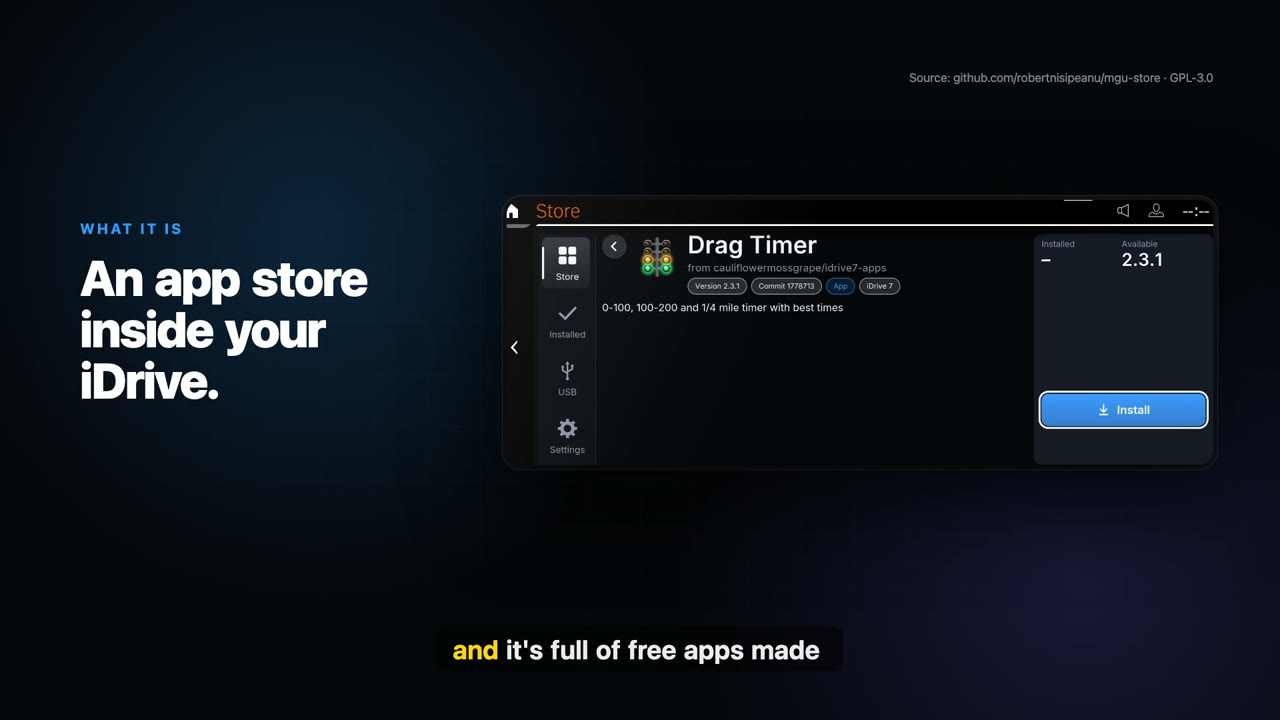 Source: github.com/robertnisipeanu/mgu-store · GPL-3.0
WHAT IT IS
An app store
inside your
iDrive.
Store
--:--
Store
Installed
USB
Settings
Drag Timer
from cauliflowermossgrape/idrive7-apps
Version 2.3.1
Commit 1778713
App
iDrive 7
0-100, 100-200 and 1/4 mile timer with best times
Installed
–
Available
2.3.1
Install
and it's full of free apps made